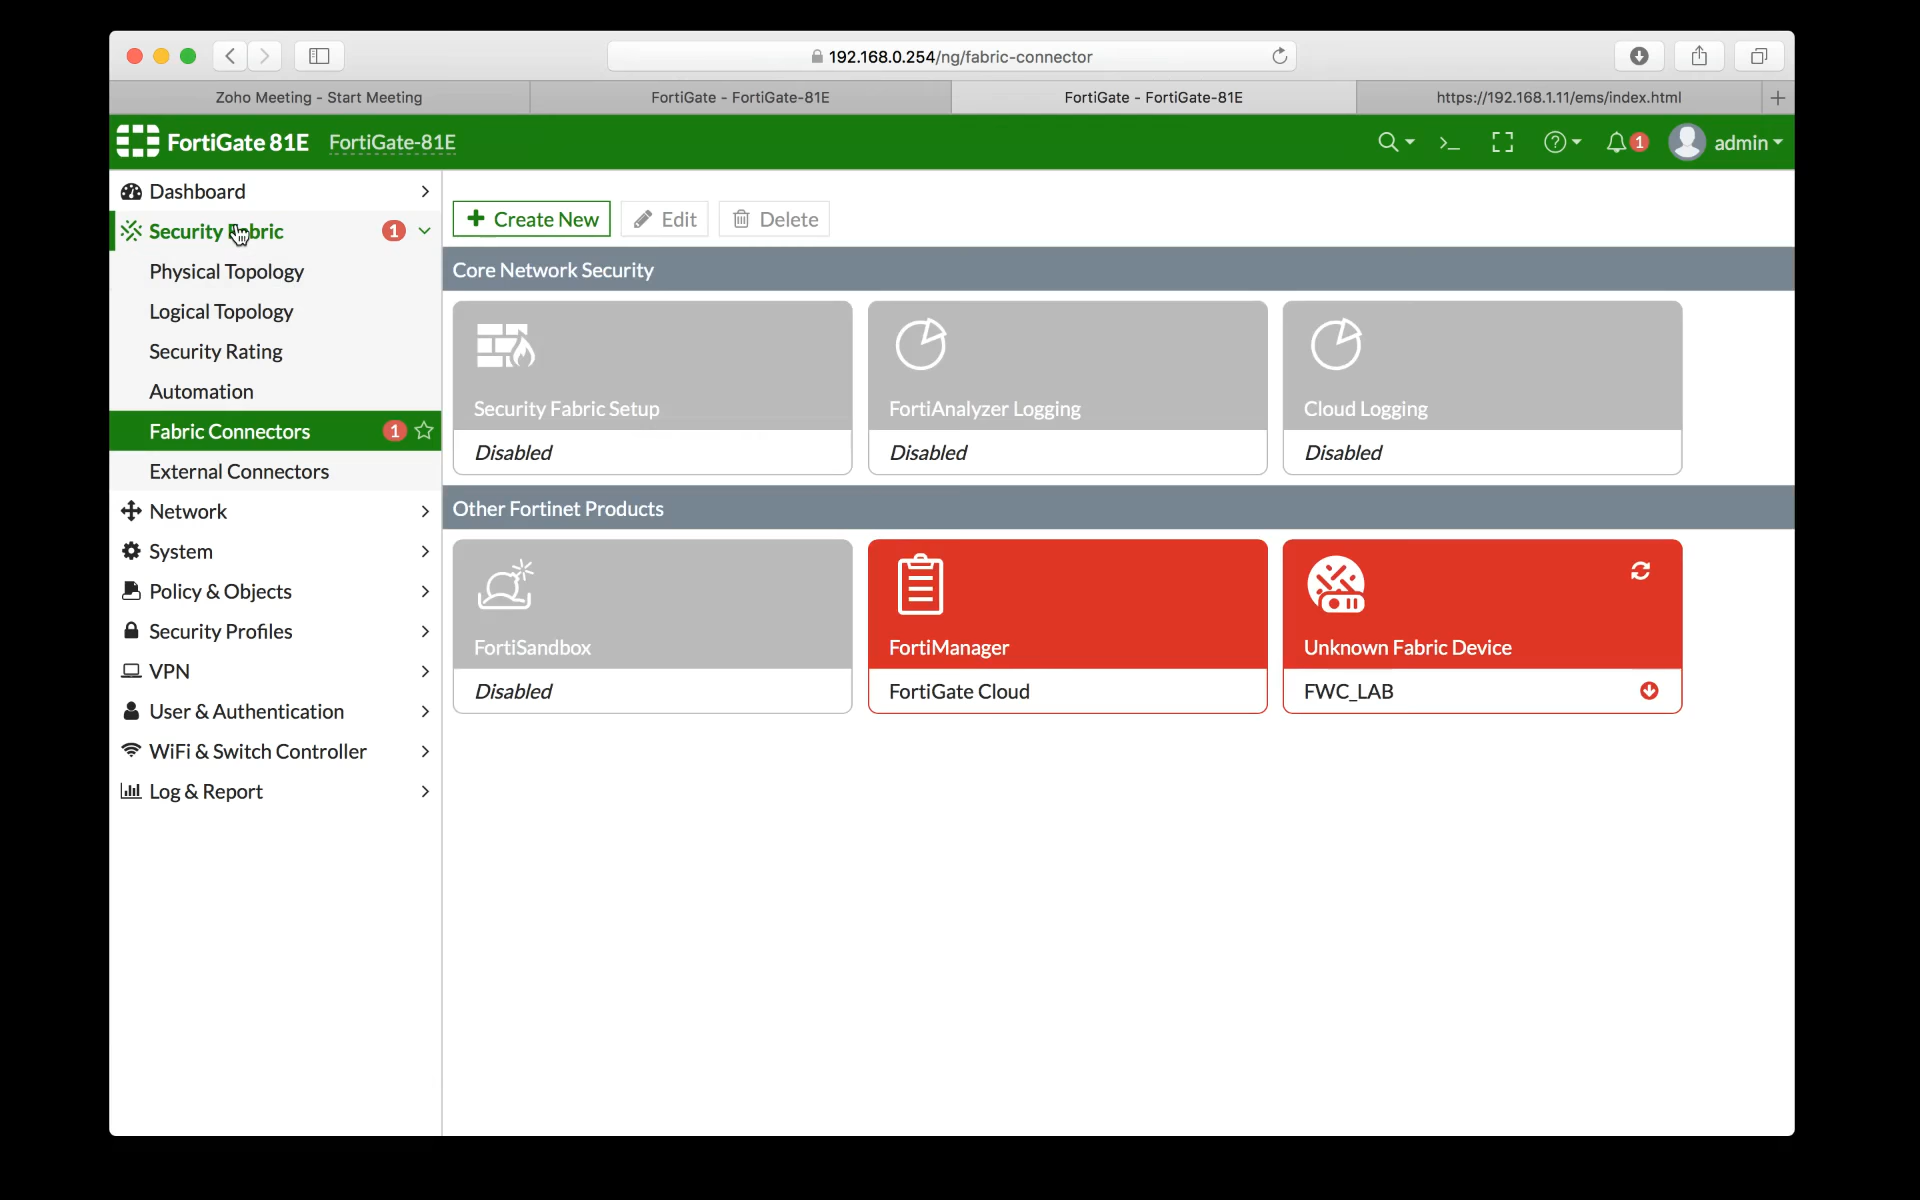 192.168.0.254/ng/fabric-connector
Zoho Meeting - Start Meeting
FortiGate - FortiGate-81E
FortiGate - FortiGate-81E
https://192.168.1.11/ems/index.html
FortiGate 81E
FortiGate-81E
1
admin
Dashboard
Security Fabric
1
Physical Topology
Logical Topology
Security Rating
Automation
Fabric Connectors
1
External Connectors
Network
System
Policy & Objects
Security Profiles
VPN
User & Authentication
WiFi & Switch Controller
Log & Report
Create New
Edit
Delete
Core Network Security
Security Fabric Setup
Disabled
FortiAnalyzer Logging
Disabled
Cloud Logging
Disabled
Other Fortinet Products
FortiSandbox
Disabled
FortiManager
FortiGate Cloud
Unknown Fabric Device
FWC_LAB